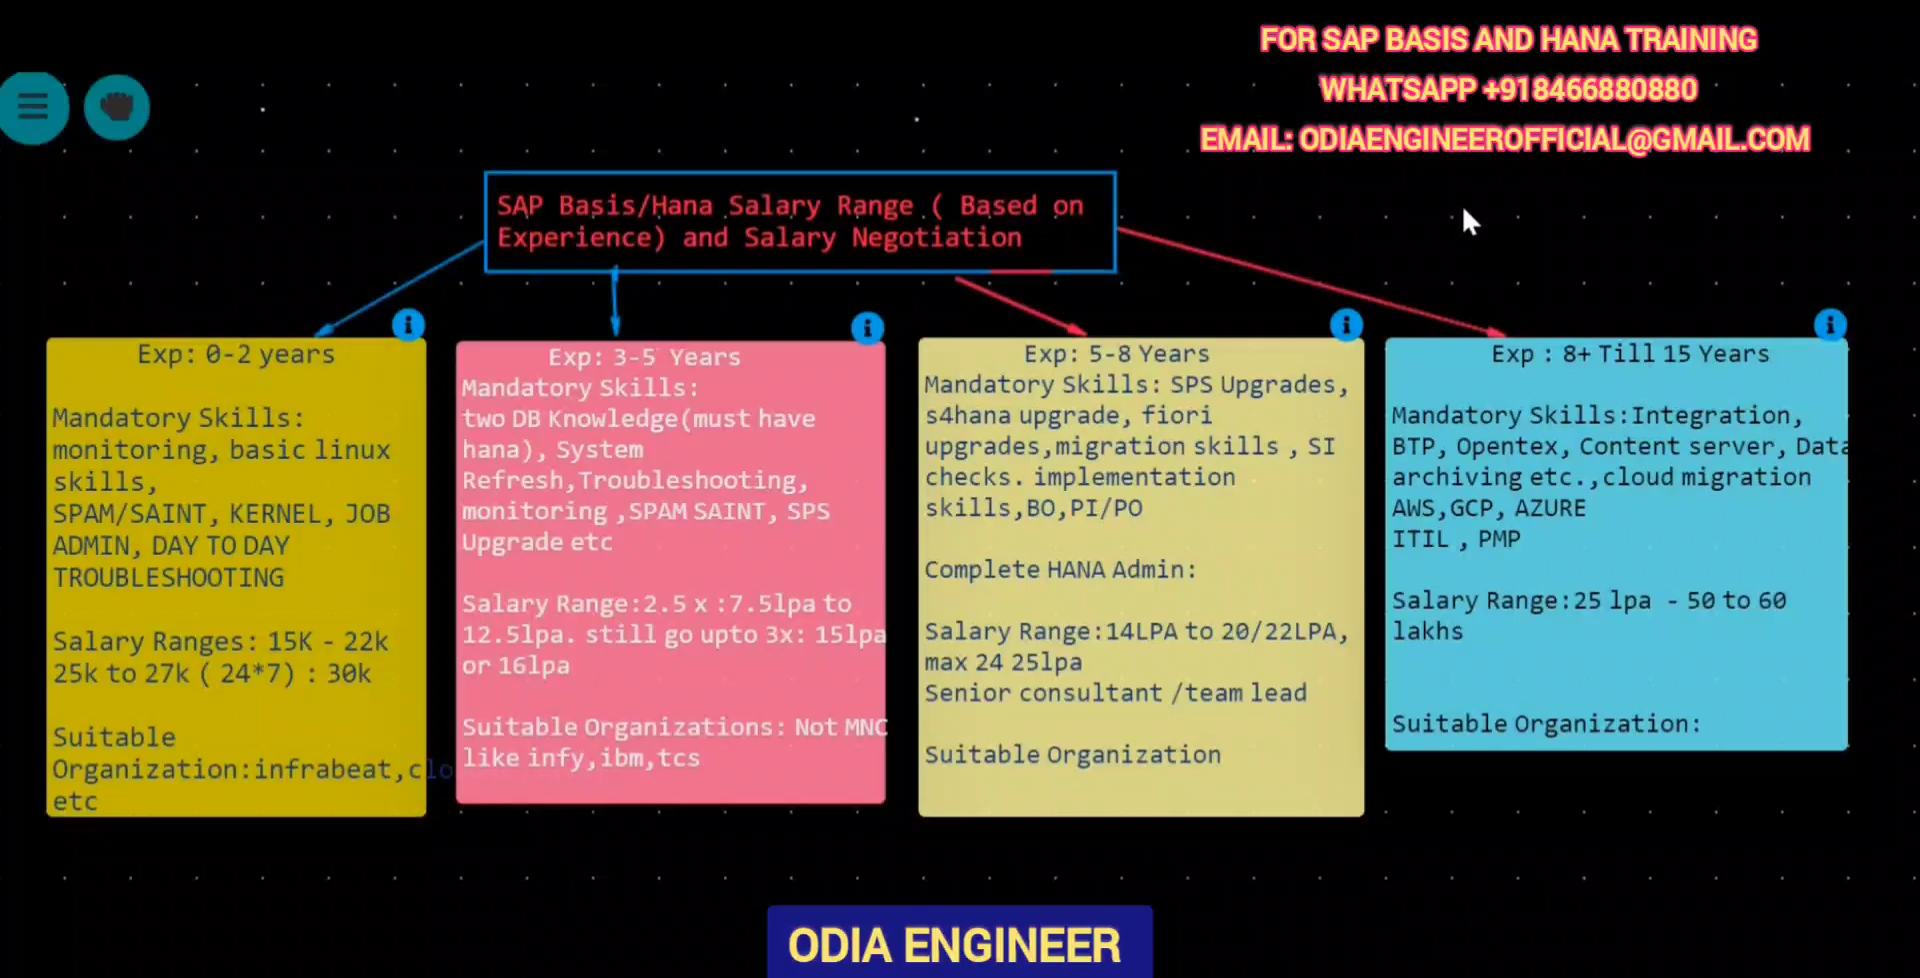 FOR SAP BASIS AND HANA TRAINING
WHATSAPP +918466880880
EMAIL: ODIAENGINEEROFFICIAL@GMAIL.COM
SAP Basis/Hana Salary Range ( Based on
Experience) and Salary Negotiation
Exp: 0-2 years
Mandatory Skills:
monitoring, basic linux
skills,
SPAM/SAINT, KERNEL, JOB
ADMIN, DAY TO DAY
TROUBLESHOOTING
Salary Ranges: 15K - 22k
25k to 27k ( 24*7) : 30k
Suitable
Organization:infrabeat,clo
etc
Exp: 3-5 Years
Mandatory Skills:
two DB Knowledge(must have
hana), System
Refresh,Troubleshooting,
monitoring ,SPAM SAINT, SPS
Upgrade etc
Salary Range:2.5 x :7.5lpa to
12.5lpa. still go upto 3x: 15lpa
or 16lpa
Suitable Organizations: Not MNC
like infy,ibm,tcs
Exp: 5-8 Years
Mandatory Skills: SPS Upgrades,
s4hana upgrade, fiori
upgrades,migration skills , SI
checks. implementation
skills,BO,PI/PO
Complete HANA Admin:
Salary Range:14LPA to 20/22LPA,
max 24 25lpa
Senior consultant /team lead
Suitable Organization
Exp : 8+ Till 15 Years
Mandatory Skills:Integration,
BTP, Opentex, Content server, Data
archiving etc.,cloud migration
AWS,GCP, AZURE
ITIL , PMP
Salary Range:25 lpa - 50 to 60
lakhs
Suitable Organization:
ODIA ENGINEER